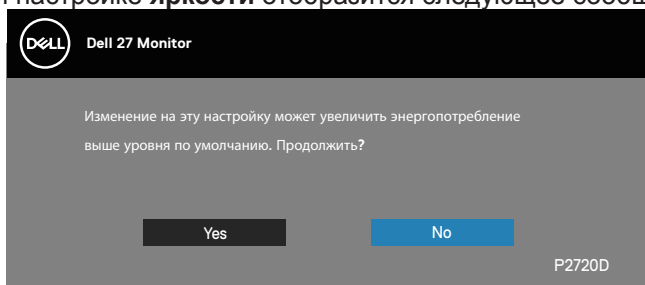 настройке яркости отобразится следующее сообщ
DELL Dell 27 Monitor
Изменение на эту настройку может увеличить энергопотребление
выше уровня по умолчанию. Продолжить?
Yes No
P2720D